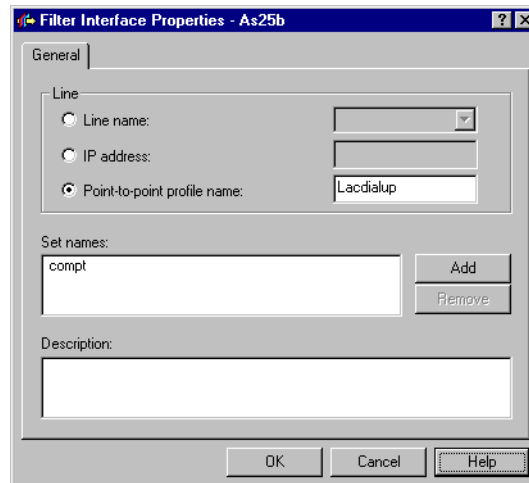 Filter Interface Properties - As25b
General
Line
Line name:
IP address:
Point-to-point profile name: Lacdialup
Set names:
compt
Add
Remove
Description:
OK Cancel Help